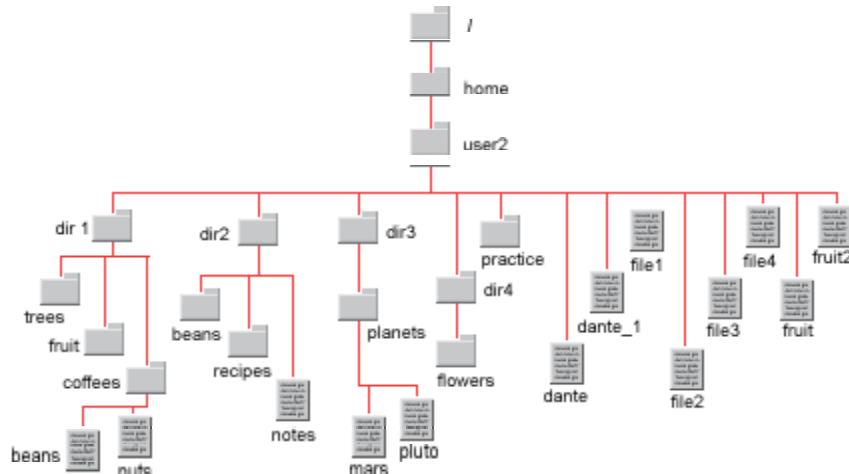 /
home
user2
dir 1
dir2
dir3
practice
file1
file4
fruit2
dir4
trees
beans
planets
dante_1
file3
fruit
fruit
recipes
flowers
coffees
dante
file2
notes
beans
nuts
mars
pluto